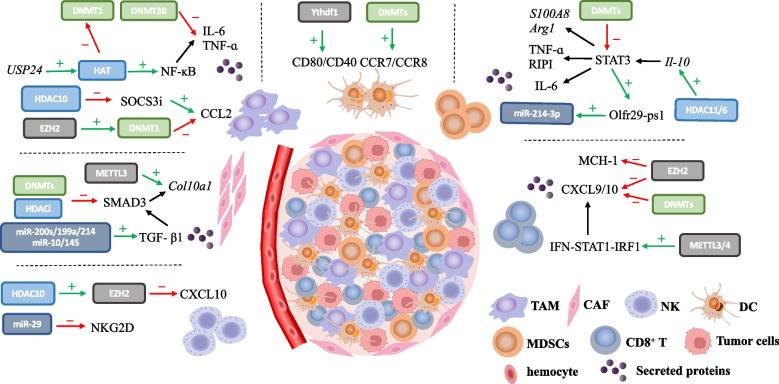 DNMT1
DNMT3B
−
−
IL-6
TNF-α
USP24
+
HAT
+
NF-κB
HDAC10
−
SOCS3i
+
CCL2
EZH2
+
DNMT1
−
Ythdf1
DNMTs
+
+
CD80/CD40 CCR7/CCR8
S100A8
DNMTs
Arg1
−
TNF-α
RIPI
STAT3
Il-10
IL-6
+
+
miR-214-3p
+
Olfr29-ps1
HDAC11/6
METTL3
+
Col10a1
DNMTs
HDACi
−
SMAD3
miR-200s/199a/214
miR-10/145
+
TGF- β1
MCH-1
−
EZH2
CXCL9/10
−
−
DNMTs
IFN-STAT1-IRF1
+
METTL3/4
HDAC10
+
EZH2
−
CXCL10
miR-29
−
NKG2D
TAM
CAF
NK
DC
MDSCs
CD8⁺ T
Tumor cells
hemocyte
Secreted proteins